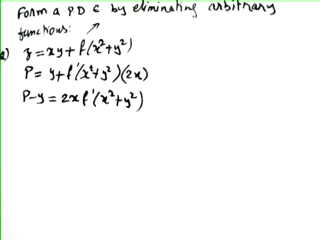 Form a PDE by eliminating arbitrary
functions:
a) z = xy + f(x²+y²)
P = y + f'(x²+y²)(2x)
P-y = 2x f'(x²+y²)